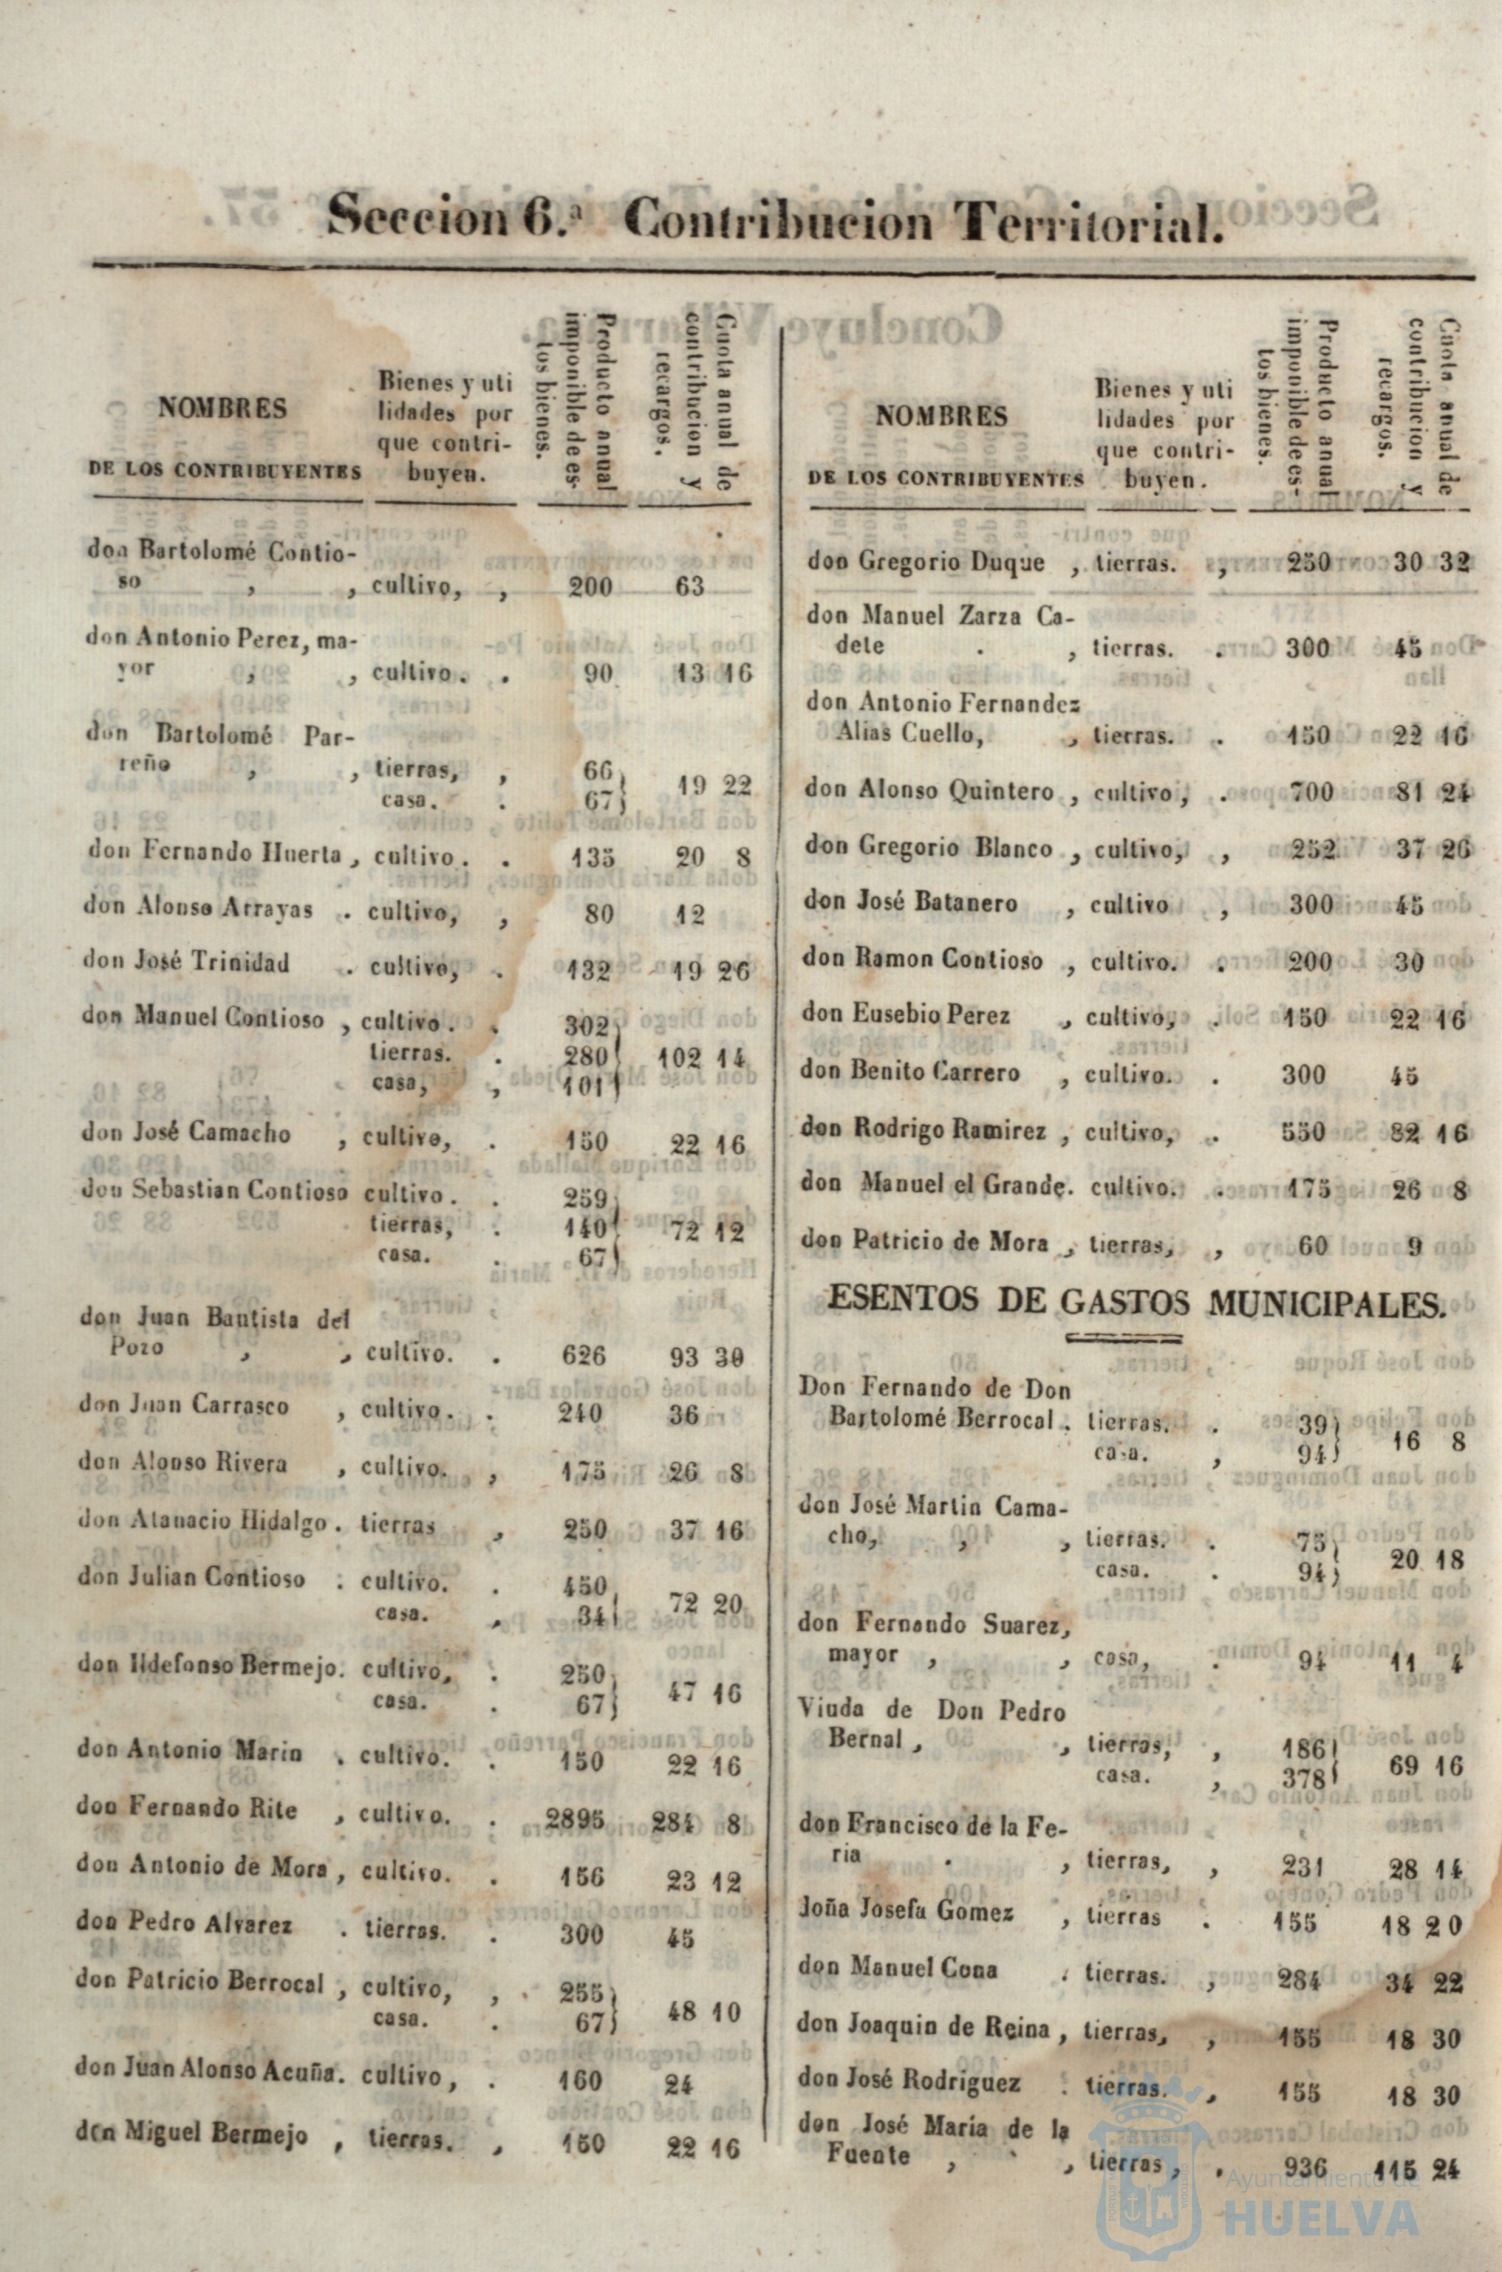 Seccion 6.ª Contribucion Territorial.
NOMBRES
DE LOS CONTRIBUYENTES
Bienes y uti
lidades por
que contri-
buyen.
Producto anual
imponible de es-
tos bienes.
Cuota anual de
contribucion y
recargos.
don Bartolomé Contio-
so , , cultivo, , 200 63
don Antonio Perez, ma-
yor , , cultivo. . 90 13 16
don Bartolomé Par-
reño , , tierras, , 66
casa. . 67 } 19 22
don Fernando Huerta, cultivo. . 135 20 8
don Alonso Arrayas . cultivo, , 80 12
don José Trinidad . cultivo, . 132 19 26
don Manuel Contioso , cultivo. . 302
tierras. . 280 } 102 14
casa, , 101
don José Camacho , cultivo, . 150 22 16
don Sebastian Contioso cultivo. . 259
tierras, . 140 } 72 12
casa. . 67
don Juan Bautista del
Pozo , , cultivo. . 626 93 30
don Juan Carrasco , cultivo. . 240 36
don Alonso Rivera , cultivo. , 175 26 8
don Atanacio Hidalgo. tierras , 250 37 16
don Julian Contioso . cultivo. . 450
casa. , 34 } 72 20
don Ildefonso Bermejo. cultivo, . 250
casa. . 67 } 47 16
don Antonio Marin . cultivo. . 150 22 16
don Fernando Rite , cultivo. . 2895 284 8
don Antonio de Mora , cultivo. . 156 23 12
don Pedro Alvarez . tierras. . 300 45
don Patricio Berrocal , cultivo, , 255
casa. . 67 } 48 10
don Juan Alonso Acuña. cultivo, . 160 24
don Miguel Bermejo , tierras. , 150 22 16
NOMBRES
DE LOS CONTRIBUYENTES
Bienes y uti
lidades por
que contri-
buyen.
Producto anual
imponible de es-
tos bienes.
Cuota anual de
contribucion y
recargos.
don Gregorio Duque , tierras. , 250 30 32
don Manuel Zarza Ca-
dete . , tierras. . 300 45
don Antonio Fernandez
Alias Cuello, , tierras. . 150 22 16
don Alonso Quintero , cultivo, . 700 81 24
don Gregorio Blanco , cultivo, , 252 37 26
don José Batanero , cultivo , 300 45
don Ramon Contioso , cultivo. . 200 30
don Eusebio Perez , cultivo, . 150 22 16
don Benito Carrero , cultivo. . 300 45
don Rodrigo Ramirez , cultivo, . 550 82 16
don Manuel el Grande. cultivo. . 175 26 8
don Patricio de Mora , tierras, , 60 9
ESENTOS DE GASTOS MUNICIPALES.
Don Fernando de Don
Bartolomé Berrocal . tierras. . 39
casa. , 94 } 16 8
don José Martin Cama-
cho, , , tierras. . 75
casa. . 94 } 20 18
don Fernando Suarez,
mayor , , casa, . 94 11 4
Viuda de Don Pedro
Bernal , , tierras, , 186
casa. , 378 } 69 16
don Francisco de la Fe-
ria . , tierras, , 231 28 14
doña Josefa Gomez , tierras . 155 18 20
don Manuel Cona . tierras. , 284 34 22
don Joaquin de Reina , tierras, , 155 18 30
don José Rodriguez . tierras. , 155 18 30
don José Maria de la
Fuente , , tierras , . 936 115 24
Ayuntamiento de
HUELVA